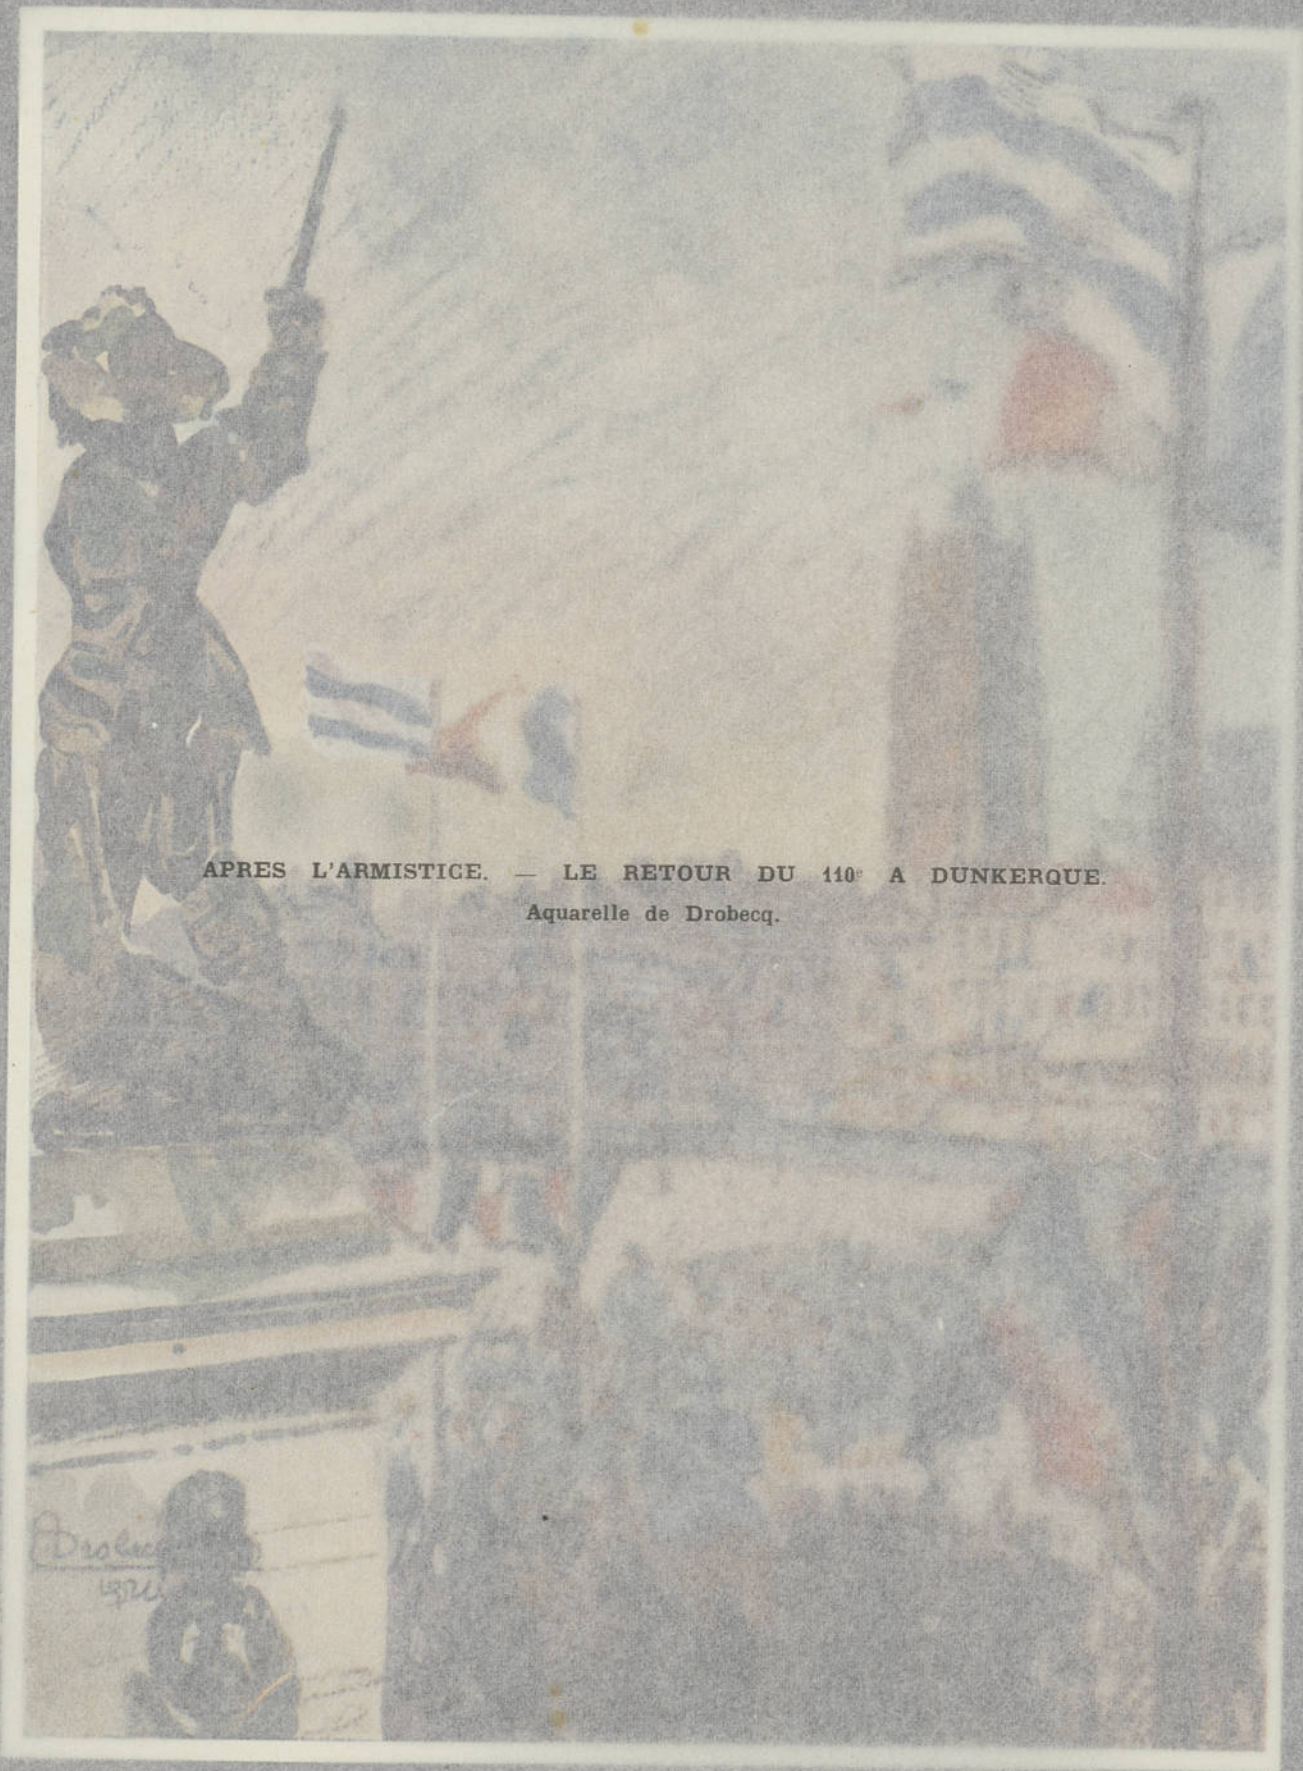 APRES L'ARMISTICE. — LE RETOUR DU 110ᵉ A DUNKERQUE.
Aquarelle de Drobecq.